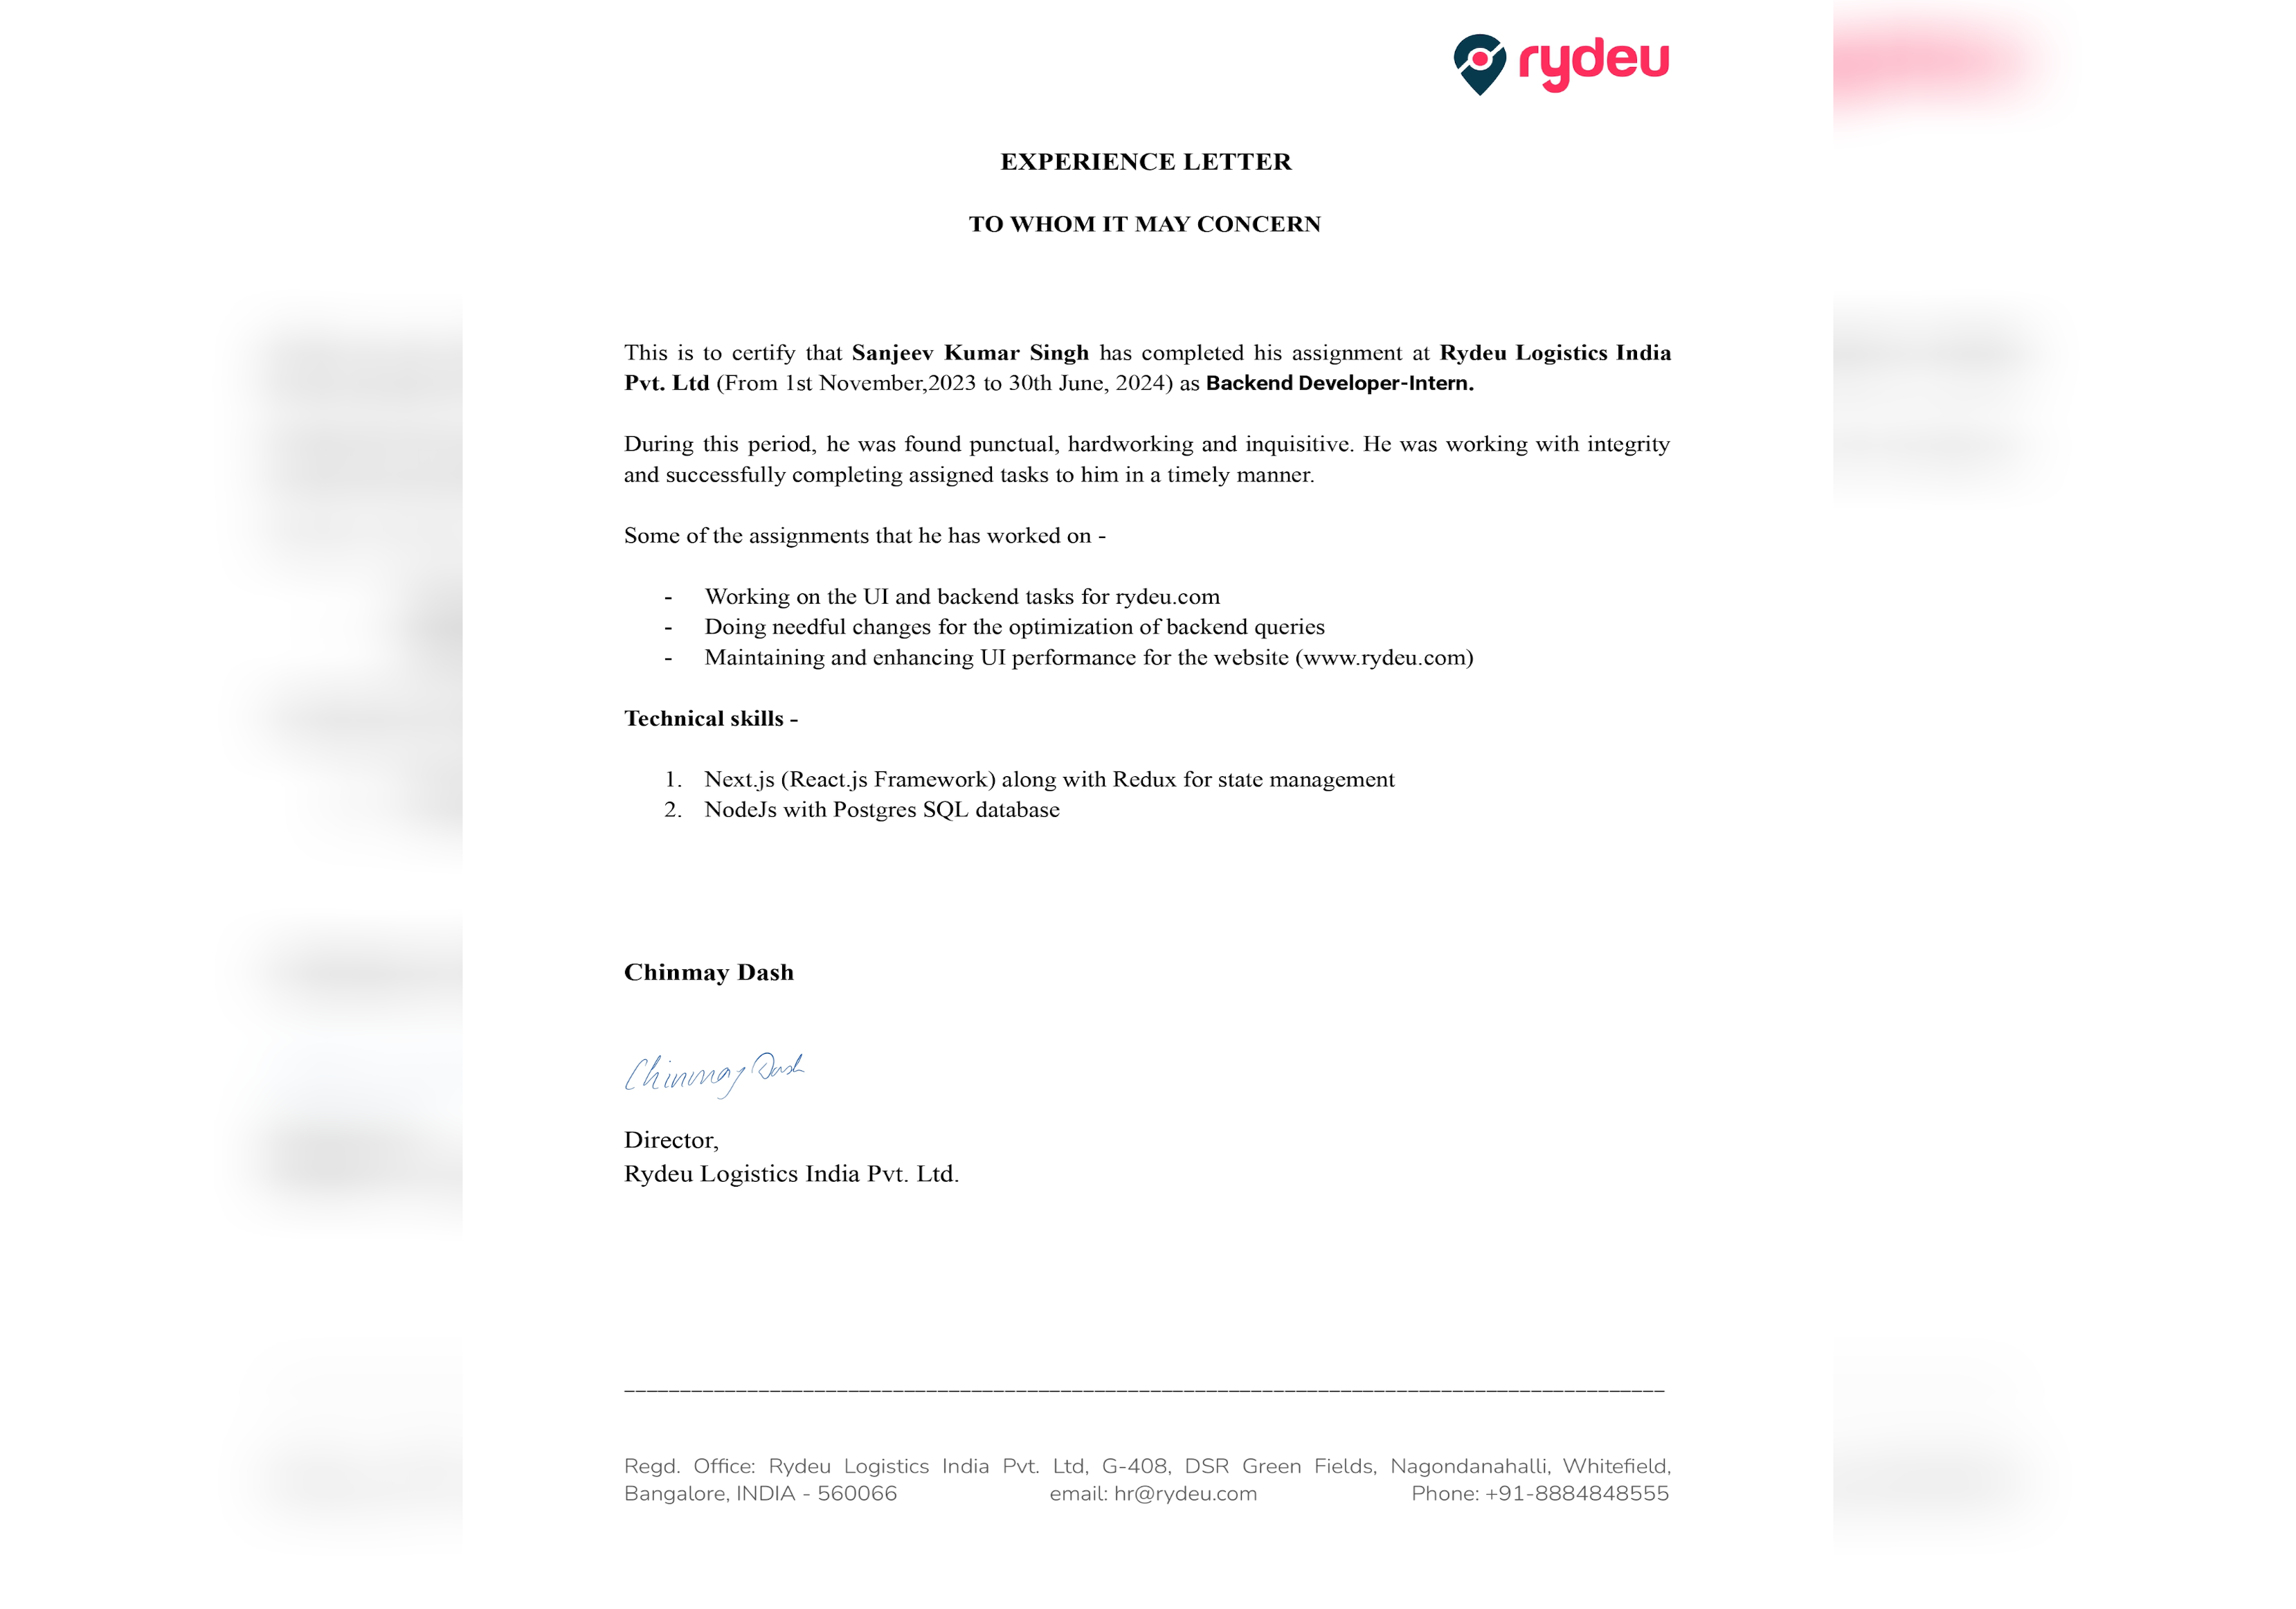 rydeu
EXPERIENCE LETTER
TO WHOM IT MAY CONCERN
This is to certify that Sanjeev Kumar Singh has completed his assignment at Rydeu Logistics India
Pvt. Ltd (From 1st November,2023 to 30th June, 2024) as Backend Developer-Intern.
During this period, he was found punctual, hardworking and inquisitive. He was working with integrity
and successfully completing assigned tasks to him in a timely manner.
Some of the assignments that he has worked on -
- Working on the UI and backend tasks for rydeu.com
- Doing needful changes for the optimization of backend queries
- Maintaining and enhancing UI performance for the website (www.rydeu.com)
Technical skills -
1. Next.js (React.js Framework) along with Redux for state management
2. NodeJs with Postgres SQL database
Chinmay Dash
Chinmay Dash
Director,
Rydeu Logistics India Pvt. Ltd.
Regd. Office: Rydeu Logistics India Pvt. Ltd, G-408, DSR Green Fields, Nagondanahalli, Whitefield,
Bangalore, INDIA - 560066 email: hr@rydeu.com Phone: +91-8884848555